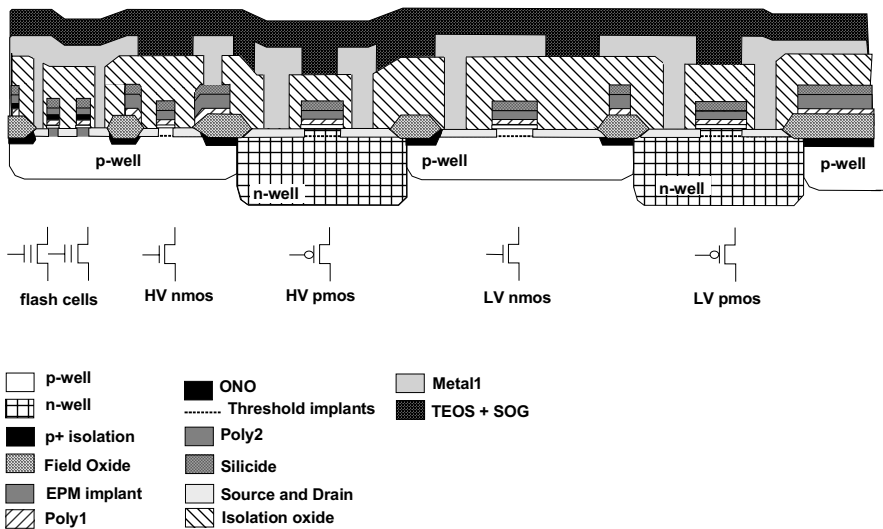 p-well
n-well
p-well
n-well
p-well
flash cells
HV nmos
HV pmos
LV nmos
LV pmos
p-well
n-well
p+ isolation
Field Oxide
EPM implant
Poly1
ONO
Threshold implants
Poly2
Silicide
Source and Drain
Isolation oxide
Metal1
TEOS + SOG